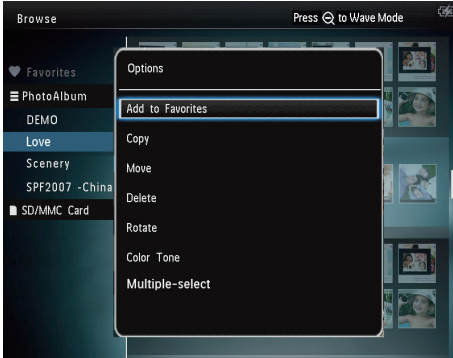 Browse
Press to Wave Mode
Favorites
PhotoAlbum
DEMO
Love
Scenery
SPF2007 -China
SD/MMC Card
Options
Add to Favorites
Copy
Move
Delete
Rotate
Color Tone
Multiple-select